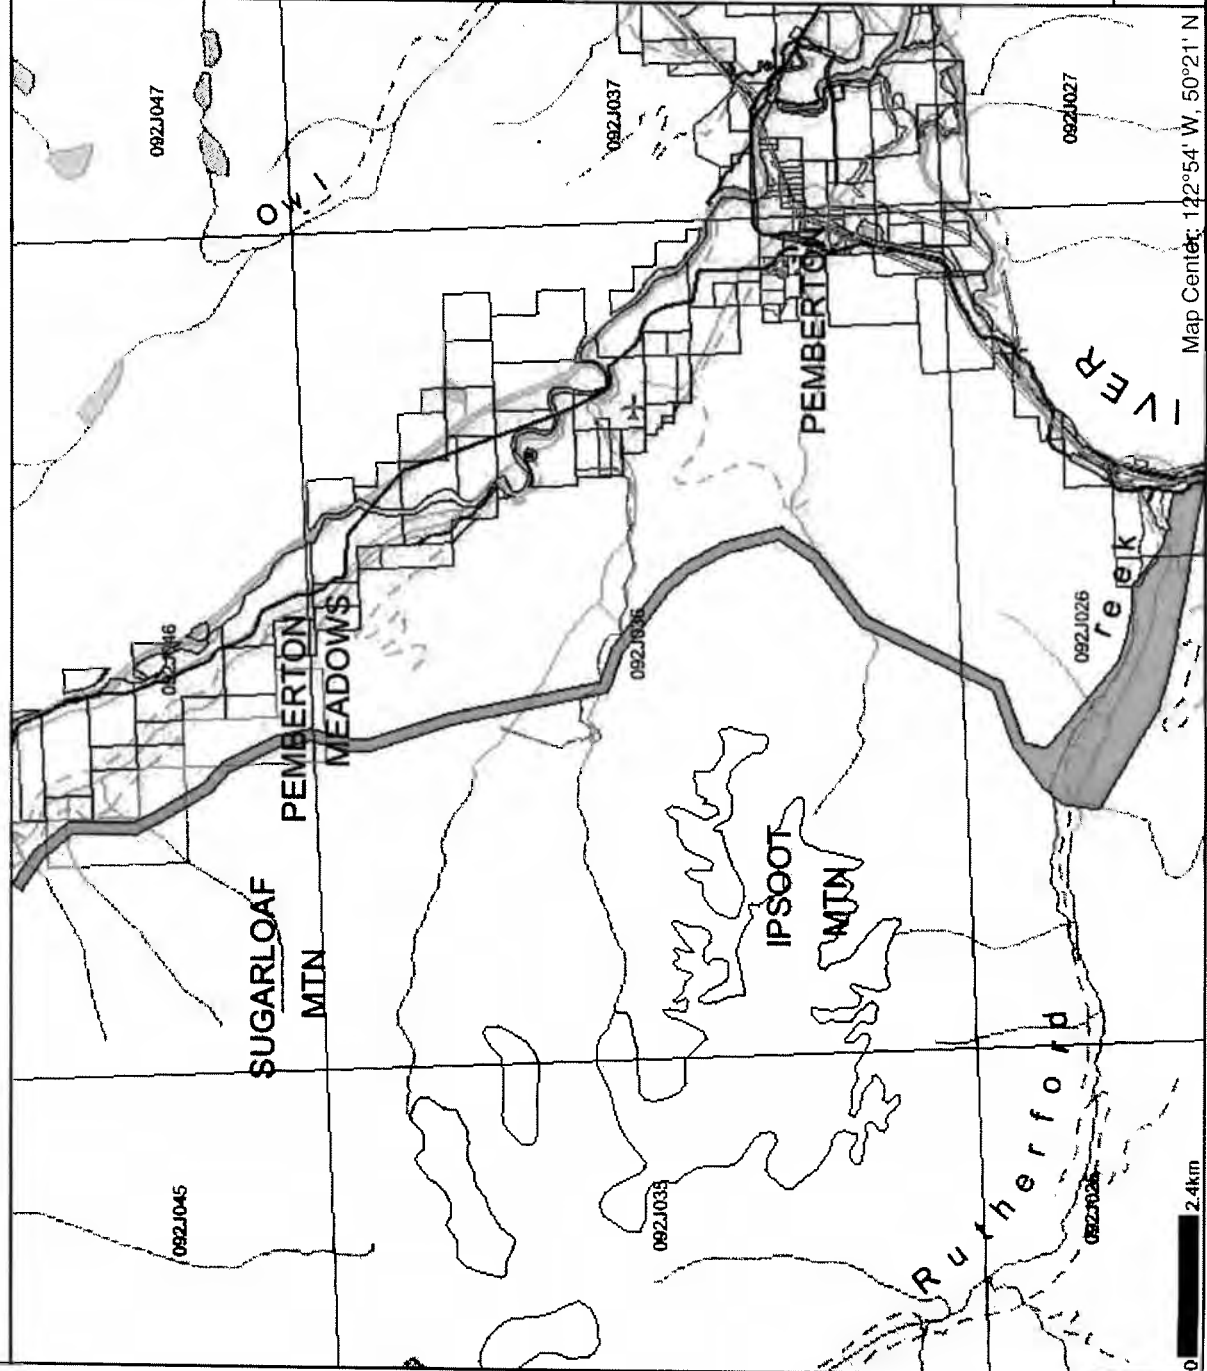 SUGARLOAF
MTN
PEMBERTON
MEADOWS
IPSOOT
MTN
PEMBERTON
Owl
IVER
Rutherford
reek
092J045
092J047
092J035
092J037
092J026
092J027
0
2.4km
Map Center: 122°54' W, 50°21' N